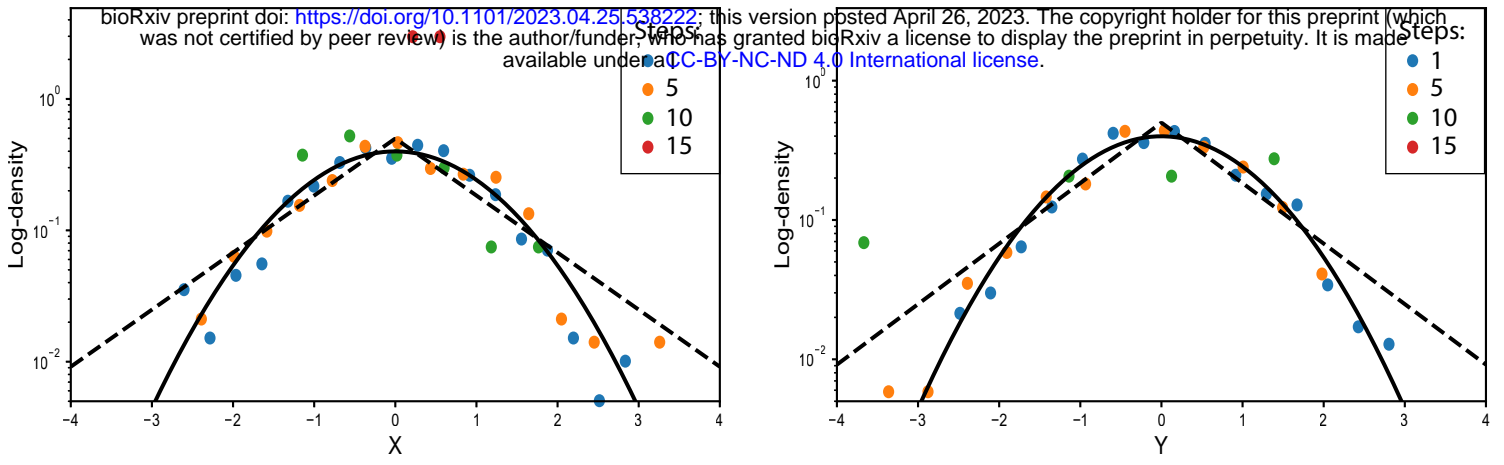 bioRxiv preprint doi: https://doi.org/10.1101/2023.04.25.538222; this version posted April 26, 2023. The copyright holder for this preprint (which
was not certified by peer review) is the author/funder, who has granted bioRxiv a license to display the preprint in perpetuity. It is made
available under aCC-BY-NC-ND 4.0 International license.
Steps:
1
5
10
15
Log-density
10^0
10^-1
10^-2
−4 −3 −2 −1 0 1 2 3 4
X
Steps:
1
5
10
15
Log-density
10^0
10^-1
10^-2
−4 −3 −2 −1 0 1 2 3 4
Y